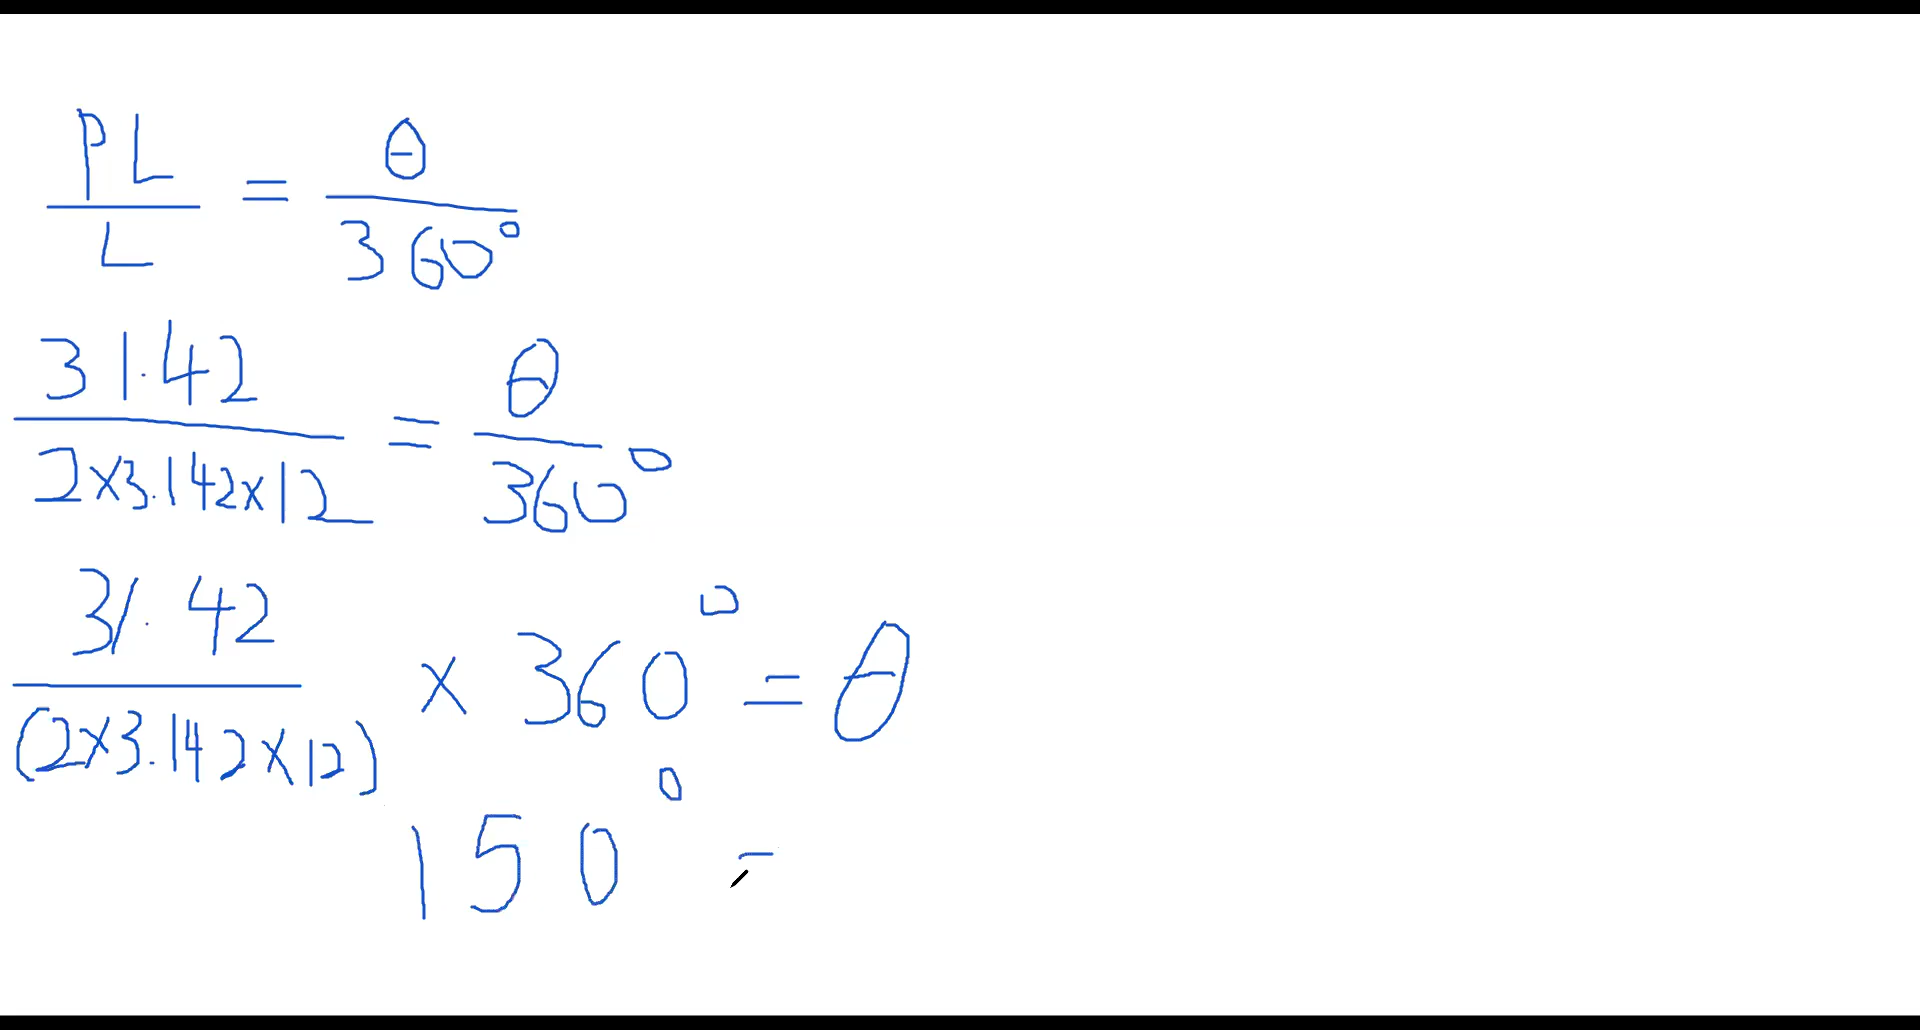 PL/L = θ/360°
31.42/2×3.142×12 = θ/360°
31.42/(2×3.142×12) × 360° = θ
150° =